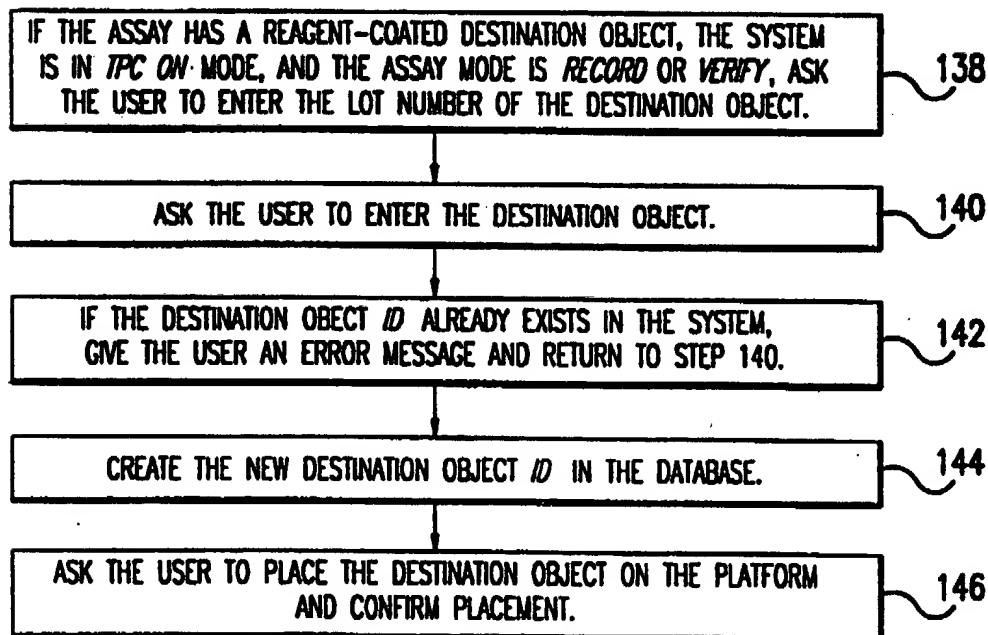 IF THE ASSAY HAS A REAGENT-COATED DESTINATION OBJECT, THE SYSTEM
IS IN TPC ON MODE, AND THE ASSAY MODE IS RECORD OR VERIFY, ASK
THE USER TO ENTER THE LOT NUMBER OF THE DESTINATION OBJECT.
138
ASK THE USER TO ENTER THE DESTINATION OBJECT.
140
IF THE DESTINATION OBECT ID ALREADY EXISTS IN THE SYSTEM,
GIVE THE USER AN ERROR MESSAGE AND RETURN TO STEP 140.
142
CREATE THE NEW DESTINATION OBJECT ID IN THE DATABASE.
144
ASK THE USER TO PLACE THE DESTINATION OBJECT ON THE PLATFORM
AND CONFIRM PLACEMENT.
146